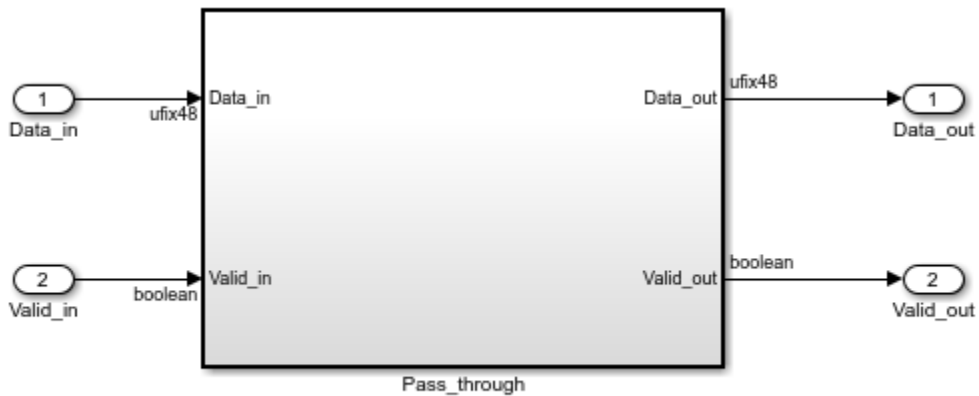 ufix48
1
Data_in
Data_in
ufix48
Data_out
1
Data_out
2
Valid_in
boolean
Valid_in
Valid_out
boolean
2
Valid_out
Pass_through